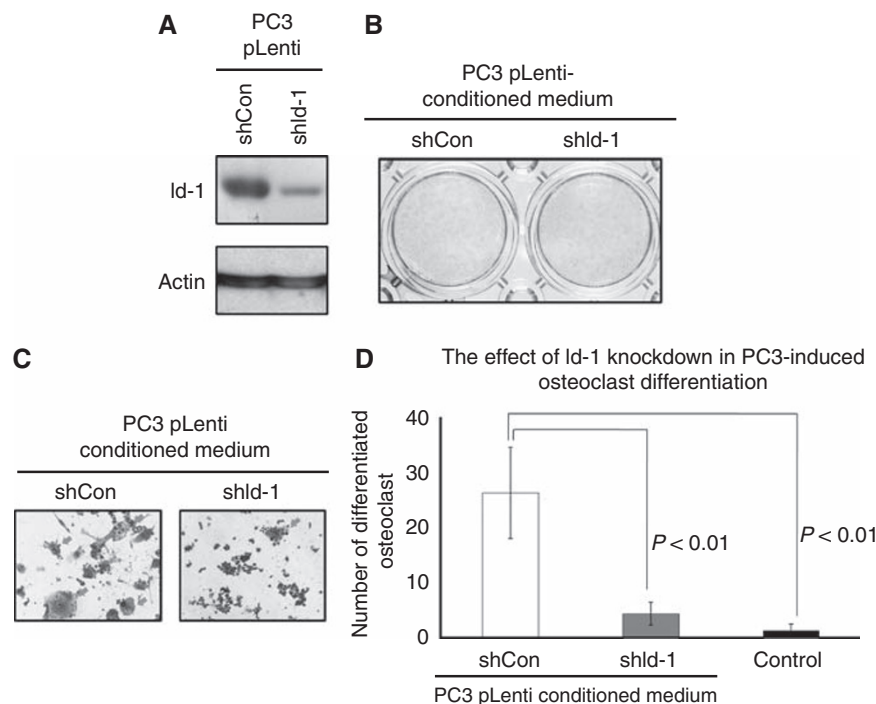 A
PC3
pLenti
shCon
shId-1
Id-1
Actin
B
PC3 pLenti-
conditioned medium
shCon
shId-1
C
PC3 pLenti
conditioned medium
shCon
shId-1
D
The effect of Id-1 knockdown in PC3-induced
osteoclast differentiation
Number of differentiated
osteoclast
40
30
20
10
0
P < 0.01
P < 0.01
shCon
shId-1
Control
PC3 pLenti conditioned medium